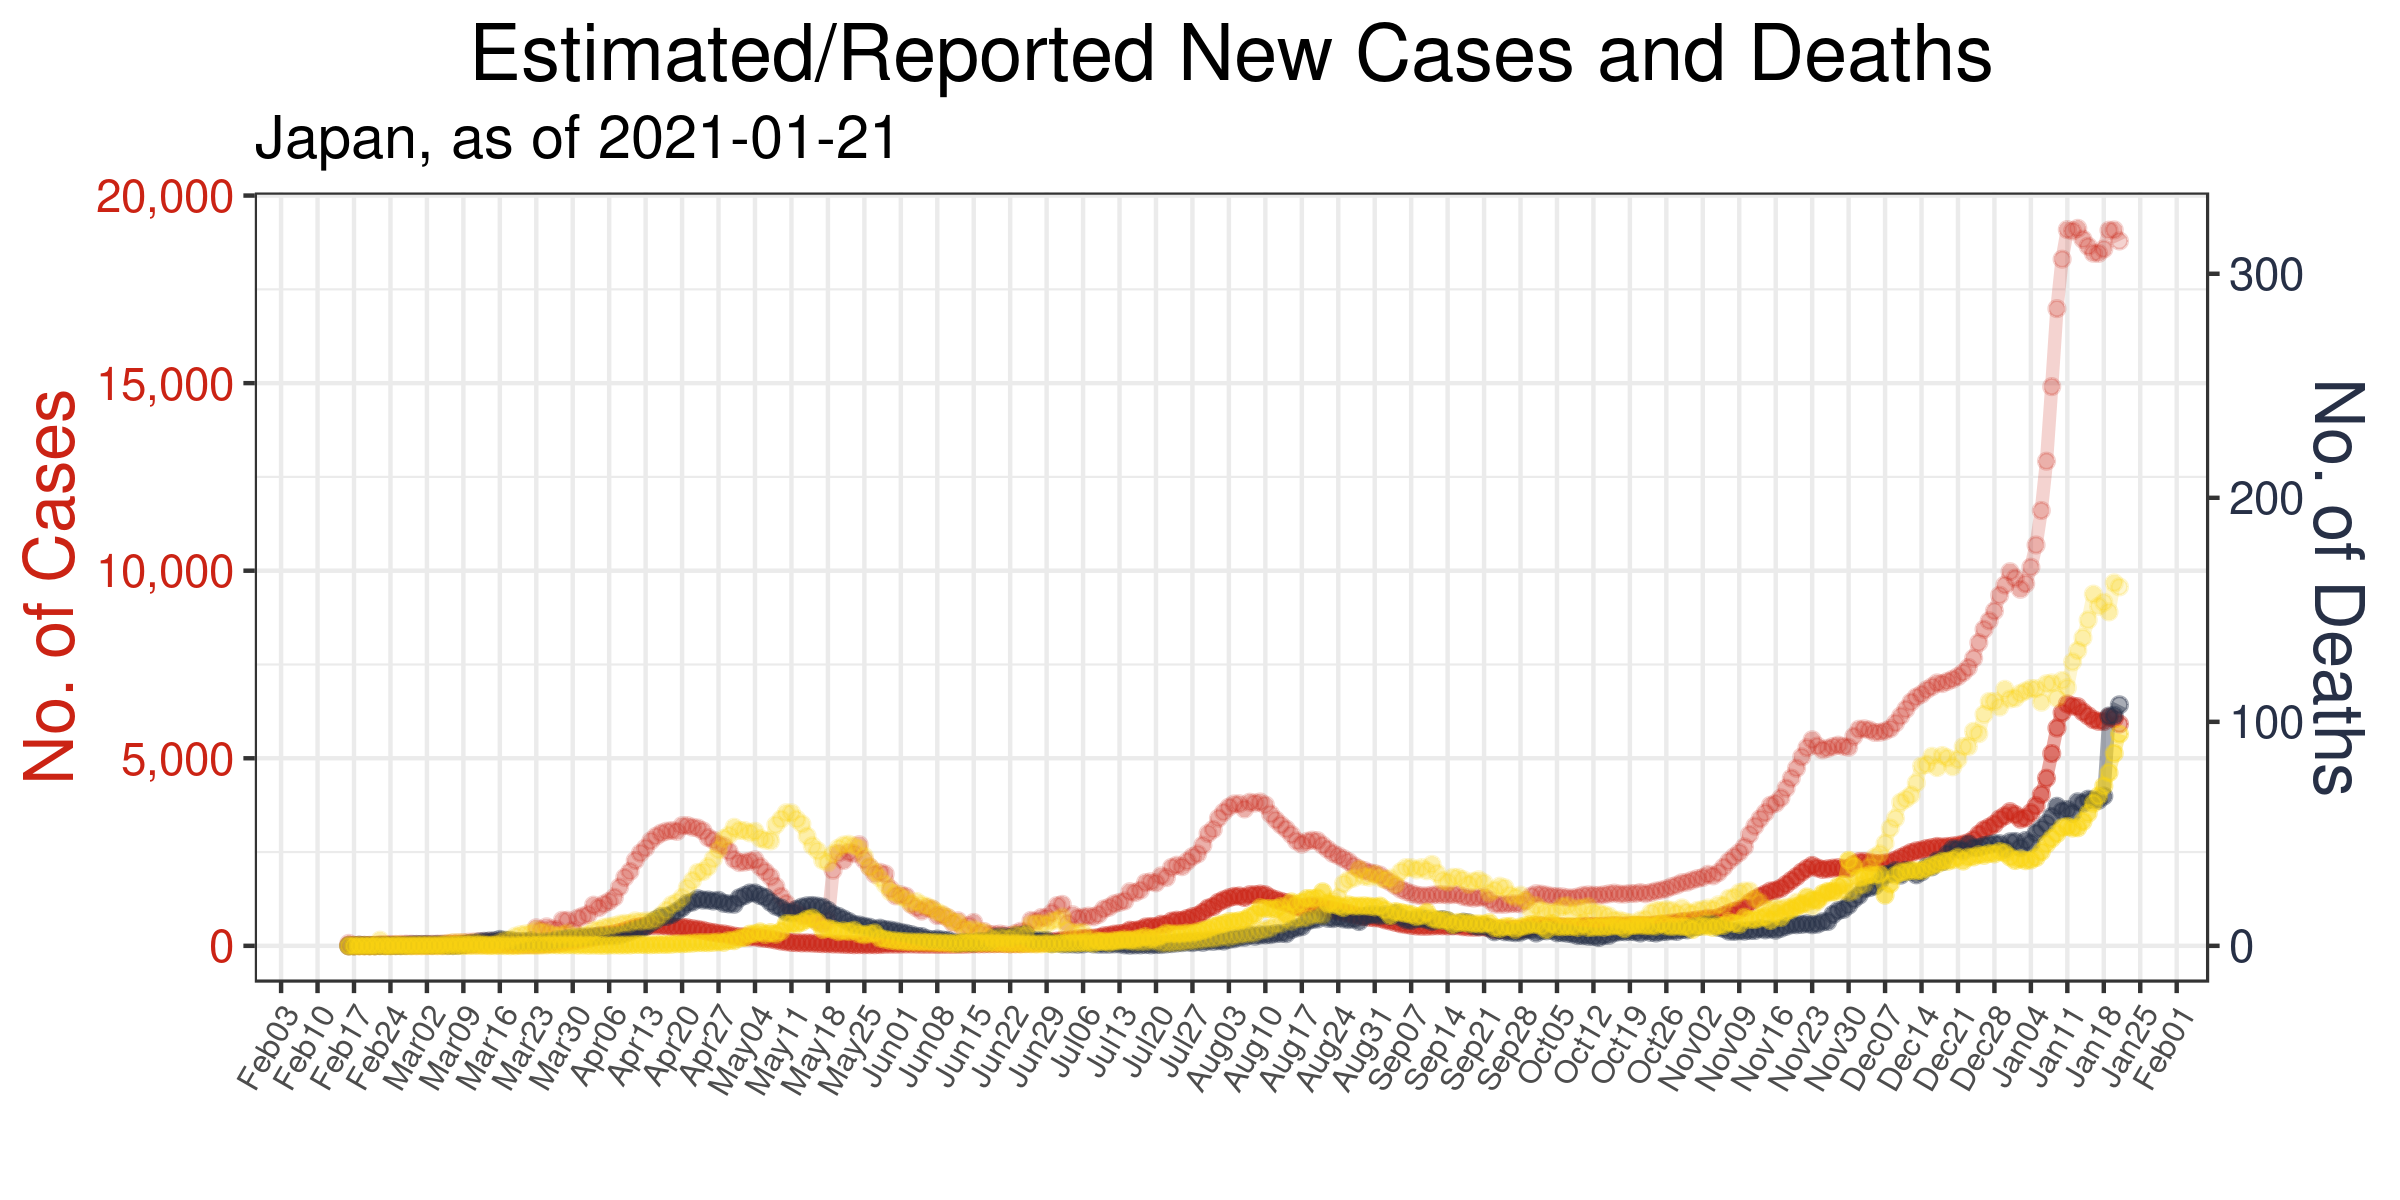 Estimated/Reported New Cases and Deaths
Japan, as of 2021-01-21
No. of Cases
20,000
15,000
10,000
5,000
0
300
200
100
0
No. of Deaths
Feb03
Feb10
Feb17
Feb24
Mar02
Mar09
Mar16
Mar23
Mar30
Apr06
Apr13
Apr20
Apr27
May04
May11
May18
May25
Jun01
Jun08
Jun15
Jun22
Jun29
Jul06
Jul13
Jul20
Jul27
Aug03
Aug10
Aug17
Aug24
Aug31
Sep07
Sep14
Sep21
Sep28
Oct05
Oct12
Oct19
Oct26
Nov02
Nov09
Nov16
Nov23
Nov30
Dec07
Dec14
Dec21
Dec28
Jan04
Jan11
Jan18
Jan25
Feb01